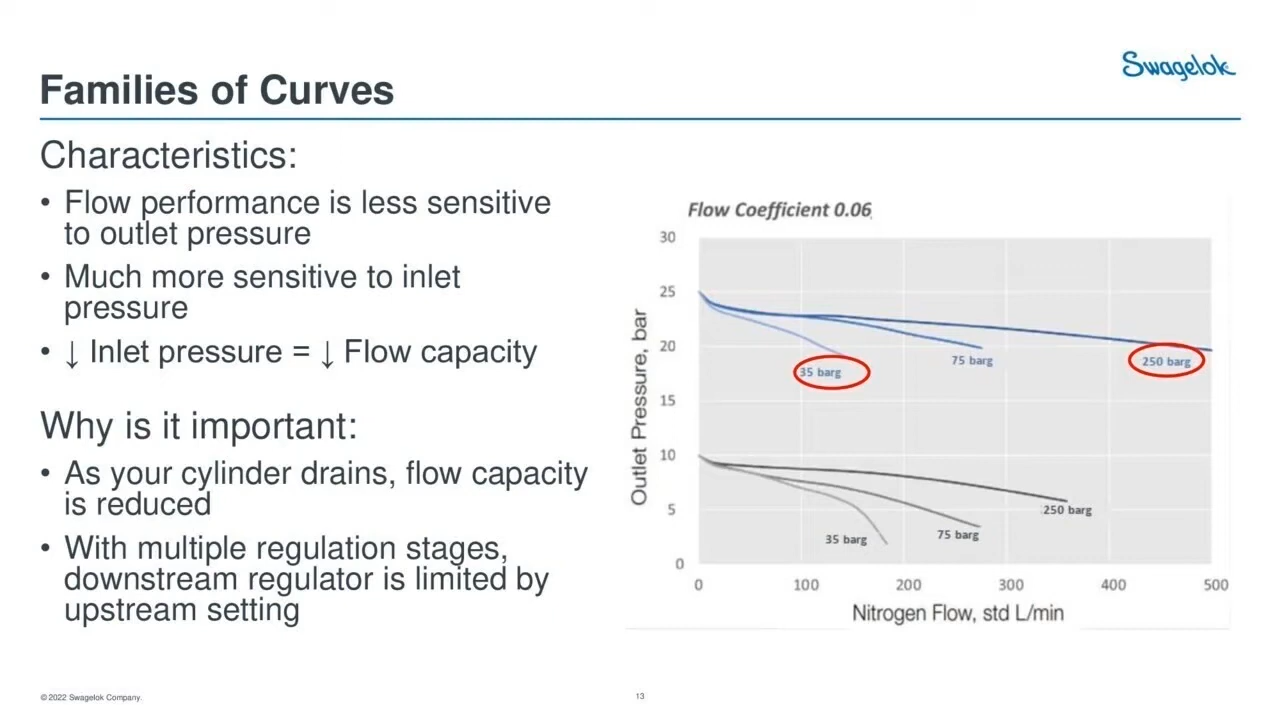 Swagelok
Families of Curves
Characteristics:
• Flow performance is less sensitive
to outlet pressure
• Much more sensitive to inlet
pressure
• ↓ Inlet pressure = ↓ Flow capacity
Why is it important:
• As your cylinder drains, flow capacity
is reduced
• With multiple regulation stages,
downstream regulator is limited by
upstream setting
Flow Coefficient 0.06
Outlet Pressure, bar
30
25
20
15
10
5
0
35 barg
75 barg
250 barg
250 barg
75 barg
35 barg
0 100 200 300 400 500
Nitrogen Flow, std L/min
© 2022 Swagelok Company.
13